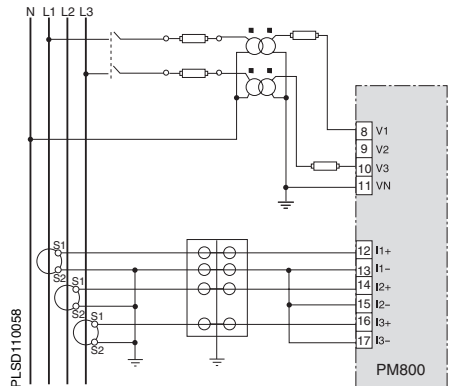 N L1 L2 L3
8 V1
9 V2
10 V3
11 VN
S1
12 I1+
S2
13 I1-
S1
14 I2+
S2
15 I2-
S1
16 I3+
S2
17 I3-
PM800
PLSD110058